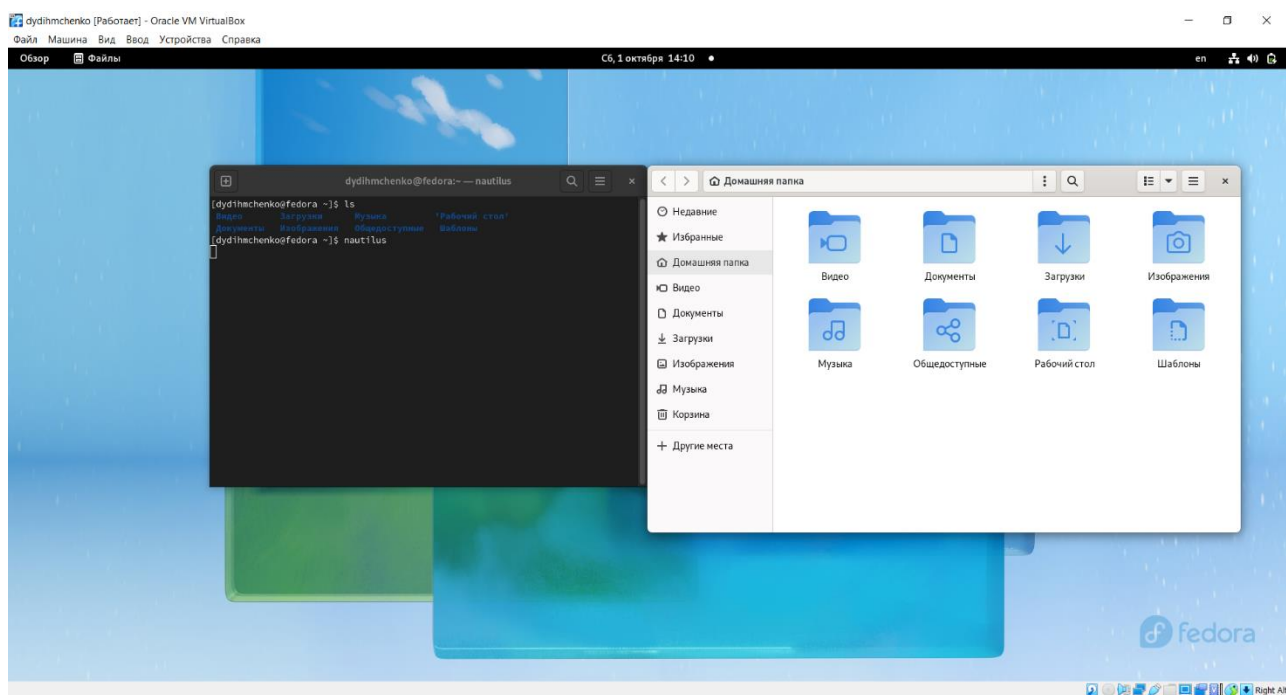 dydihmchenko [Работает] - Oracle VM VirtualBox
Файл Машина Вид Ввод Устройства Справка
Обзор Файлы Сб, 1 октября 14:10 en
dydihmchenko@fedora:~ — nautilus
[dydihmchenko@fedora ~]$ ls
Видео Загрузки Музыка 'Рабочий стол'
Документы Изображения Общедоступные Шаблоны
[dydihmchenko@fedora ~]$ nautilus
Домашняя папка
Недавние
Избранные
Домашняя папка
Видео
Документы
Загрузки
Изображения
Музыка
Корзина
Другие места
Видео Документы Загрузки Изображения
Музыка Общедоступные Рабочий стол Шаблоны
fedora
Right Alt